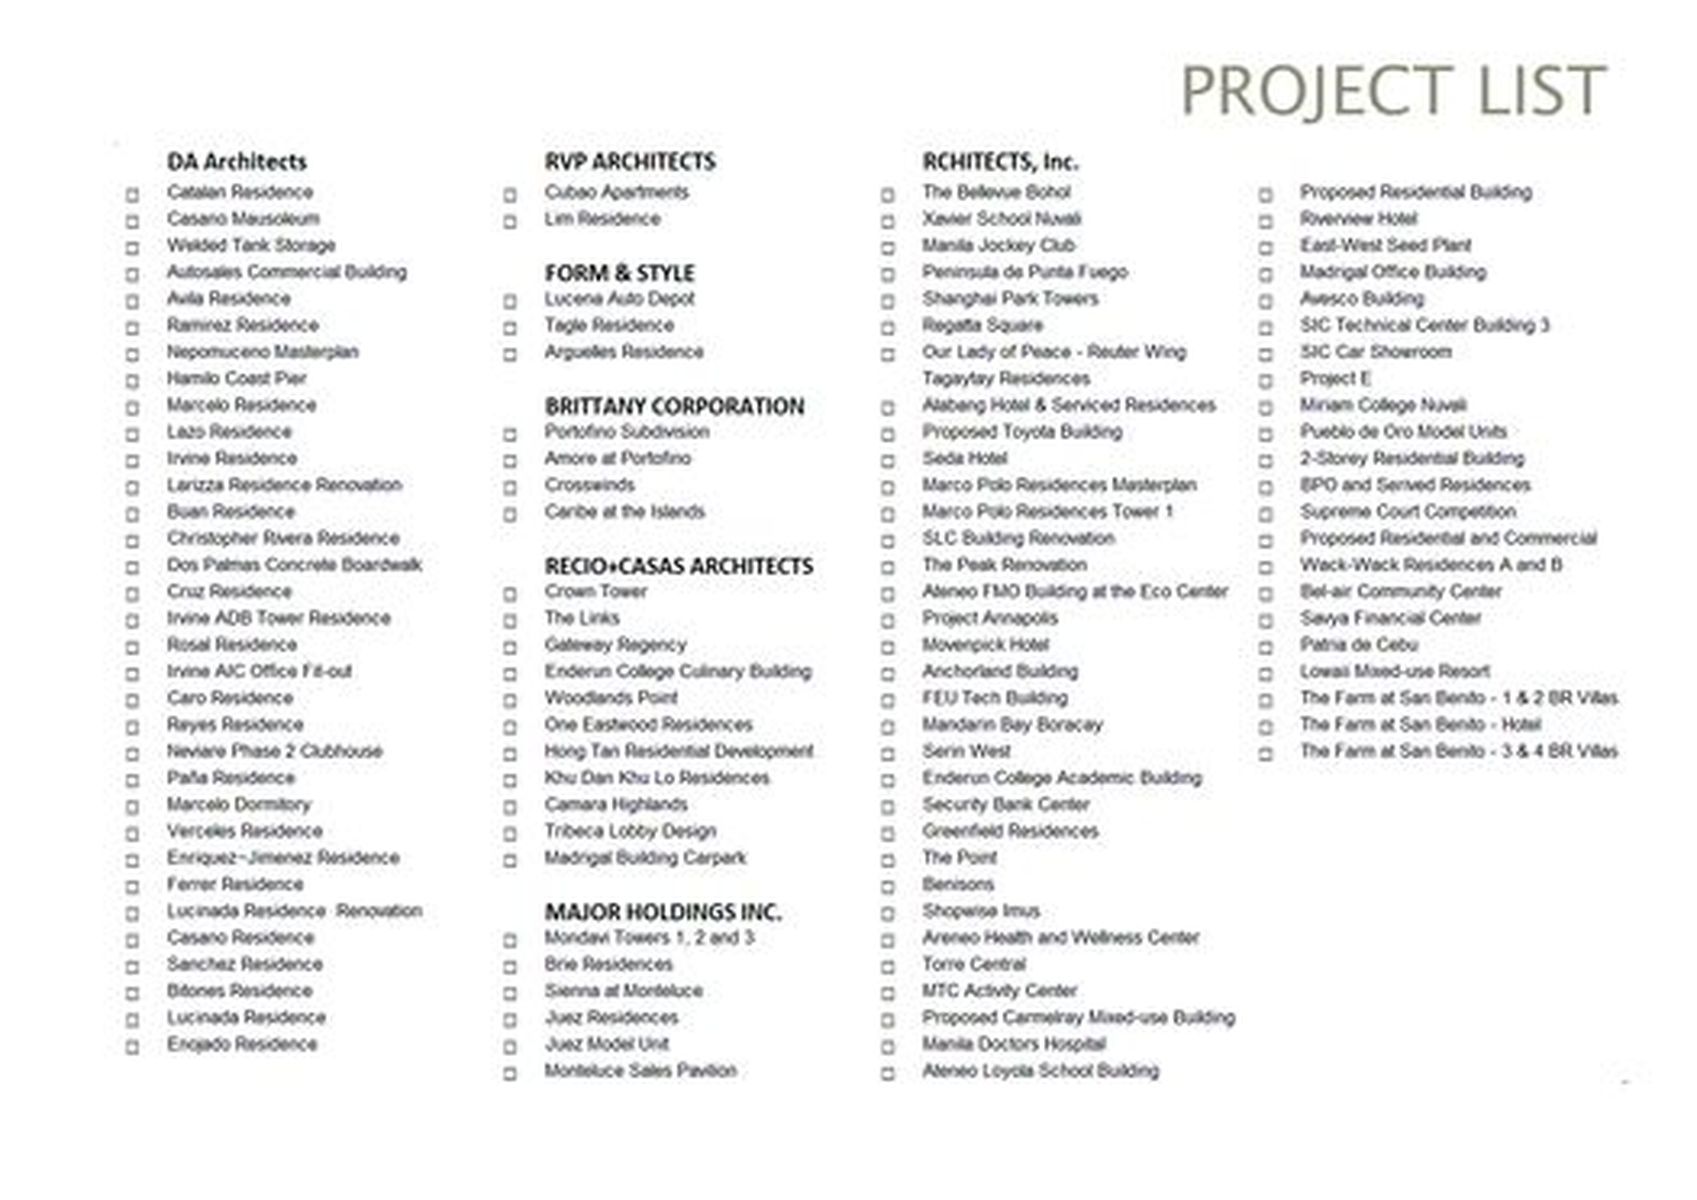 PROJECT LIST
DA Architects
Catalan Residence
Casano Mausoleum
Welded Tank Storage
Autosales Commercial Building
Avila Residence
Ramirez Residence
Nepomuceno Masterplan
Hamilo Coast Pier
Marcelo Residence
Lazo Residence
Irvine Residence
Larizza Residence Renovation
Buan Residence
Christopher Rivera Residence
Dos Palmas Concrete Boardwalk
Cruz Residence
Irvine ADB Tower Residence
Rosal Residence
Irvine AIC Office Fit-out
Caro Residence
Reyes Residence
Neviare Phase 2 Clubhouse
Paña Residence
Marcelo Dormitory
Verceles Residence
Enriquez-Jimenez Residence
Ferrer Residence
Lucinada Residence Renovation
Casano Residence
Sanchez Residence
Bitones Residence
Lucinada Residence
Enojado Residence
RVP ARCHITECTS
Cubao Apartments
Lim Residence
FORM & STYLE
Lucena Auto Depot
Tagle Residence
Arguelles Residence
BRITTANY CORPORATION
Portofino Subdivision
Amore at Portofino
Crosswinds
Caribe at the Islands
RECIO+CASAS ARCHITECTS
Crown Tower
The Links
Gateway Regency
Enderun College Culinary Building
Woodlands Point
One Eastwood Residences
Hong Tan Residential Development
Khu Dan Khu Lo Residences
Camara Highlands
Tribeca Lobby Design
Madrigal Building Carpark
MAJOR HOLDINGS INC.
Mondavi Towers 1, 2 and 3
Brie Residences
Sienna at Monteluce
Juez Residences
Juez Model Unit
Monteluce Sales Pavilion
RCHITECTS, Inc.
The Bellevue Bohol
Xavier School Nuvali
Manila Jockey Club
Peninsula de Punta Fuego
Shanghai Park Towers
Regatta Square
Our Lady of Peace - Reuter Wing
Tagaytay Residences
Alabang Hotel & Serviced Residences
Proposed Toyota Building
Seda Hotel
Marco Polo Residences Masterplan
Marco Polo Residences Tower 1
SLC Building Renovation
The Peak Renovation
Ateneo FMO Building at the Eco Center
Project Annapolis
Movenpick Hotel
Anchorland Building
FEU Tech Building
Mandarin Bay Boracay
Serin West
Enderun College Academic Building
Security Bank Center
Greenfield Residences
The Point
Benisons
Shopwise Imus
Areneo Health and Wellness Center
Torre Central
MTC Activity Center
Proposed Carmelray Mixed-use Building
Manila Doctors Hospital
Ateneo Loyola School Building
Proposed Residential Building
Riverview Hotel
East-West Seed Plant
Madrigal Office Building
Avesco Building
SIC Technical Center Building 3
SIC Car Showroom
Project E
Miriam College Nuvali
Pueblo de Oro Model Units
2-Storey Residential Building
BPO and Serived Residences
Supreme Court Competition
Proposed Residential and Commercial
Wack-Wack Residences A and B
Bel-air Community Center
Savya Financial Center
Patria de Cebu
Lowaii Mixed-use Resort
The Farm at San Benito - 1 & 2 BR Villas
The Farm at San Benito - Hotel
The Farm at San Benito - 3 & 4 BR Villas